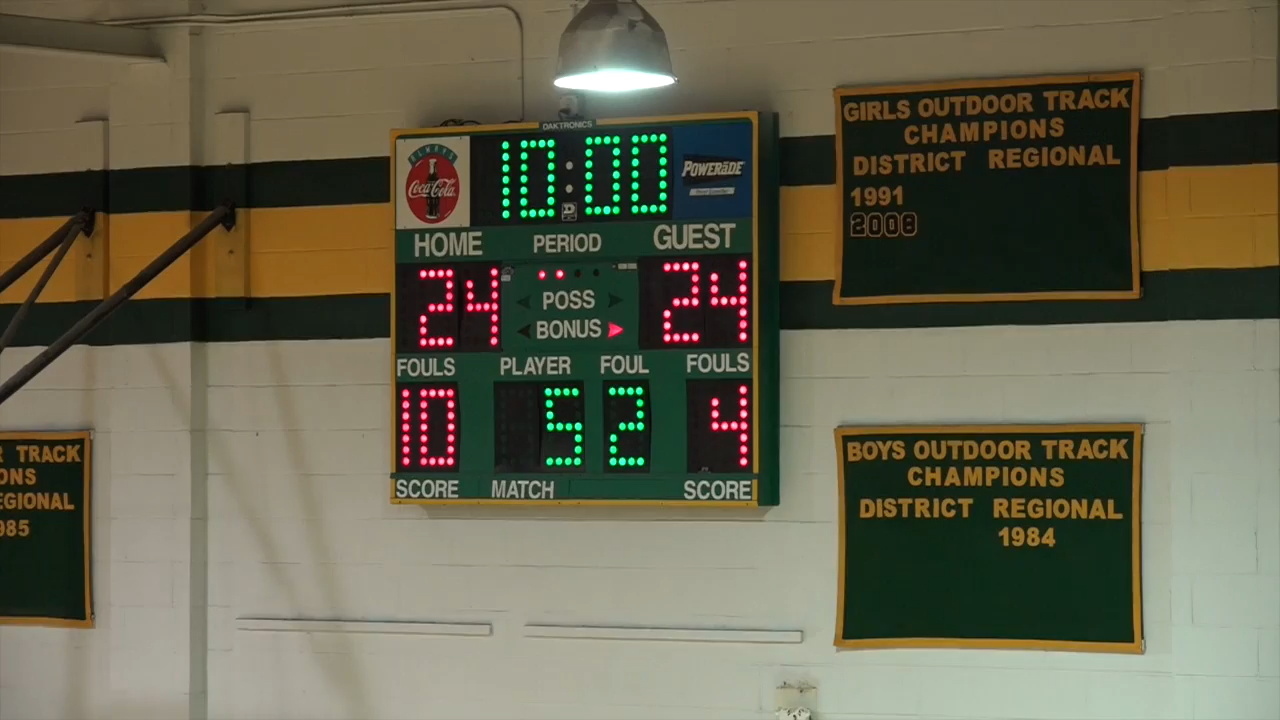 DAKTRONICS
ALWAYS
Coca-Cola
10:00
POWERADE
HOME PERIOD GUEST
24 24
POSS
BONUS
FOULS PLAYER FOUL FOULS
10 5 2 4
SCORE MATCH SCORE
GIRLS OUTDOOR TRACK
CHAMPIONS
DISTRICT REGIONAL
1991
2008
BOYS OUTDOOR TRACK
CHAMPIONS
DISTRICT REGIONAL
1984
R TRACK
ONS
EGIONAL
985